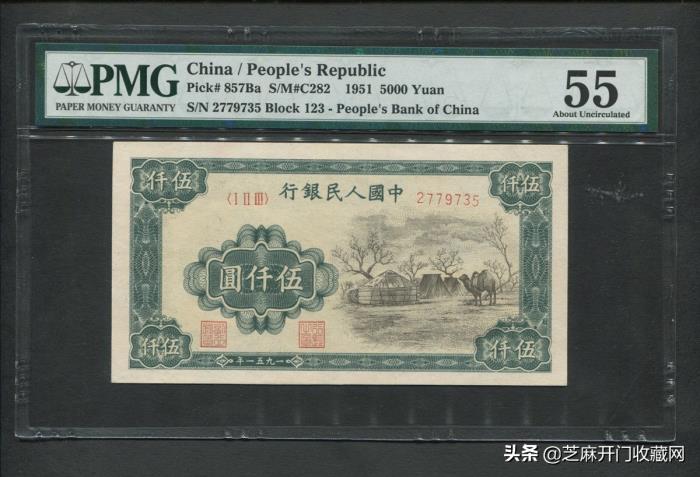 PMG
PAPER MONEY GUARANTY
China / People's Republic
Pick# 857Ba S/M#C282 1951 5000 Yuan
S/N 2779735 Block 123 - People's Bank of China
55
About Uncirculated
仟伍
仟伍
行銀民人國中
〈I II III〉
2779735
圓仟伍
仟伍
年一五九一
仟伍
头条 @芝麻开门收藏网